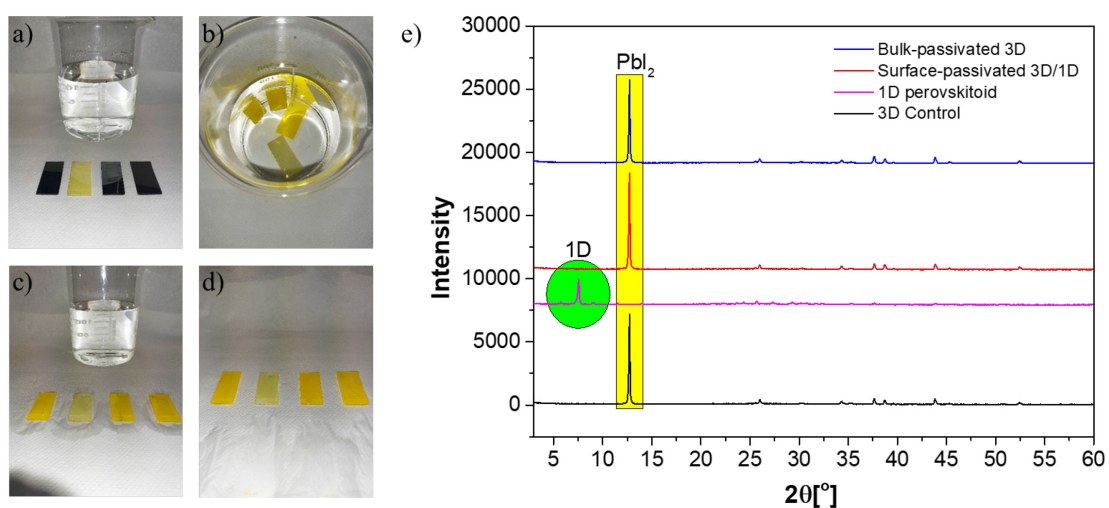 a)
b)
c)
d)
e)
30000
25000
20000
15000
10000
5000
0
Intensity
PbI2
1D
Bulk-passivated 3D
Surface-passivated 3D/1D
1D perovskitoid
3D Control
5 10 15 20 25 30 35 40 45 50 55 60
2θ[°]